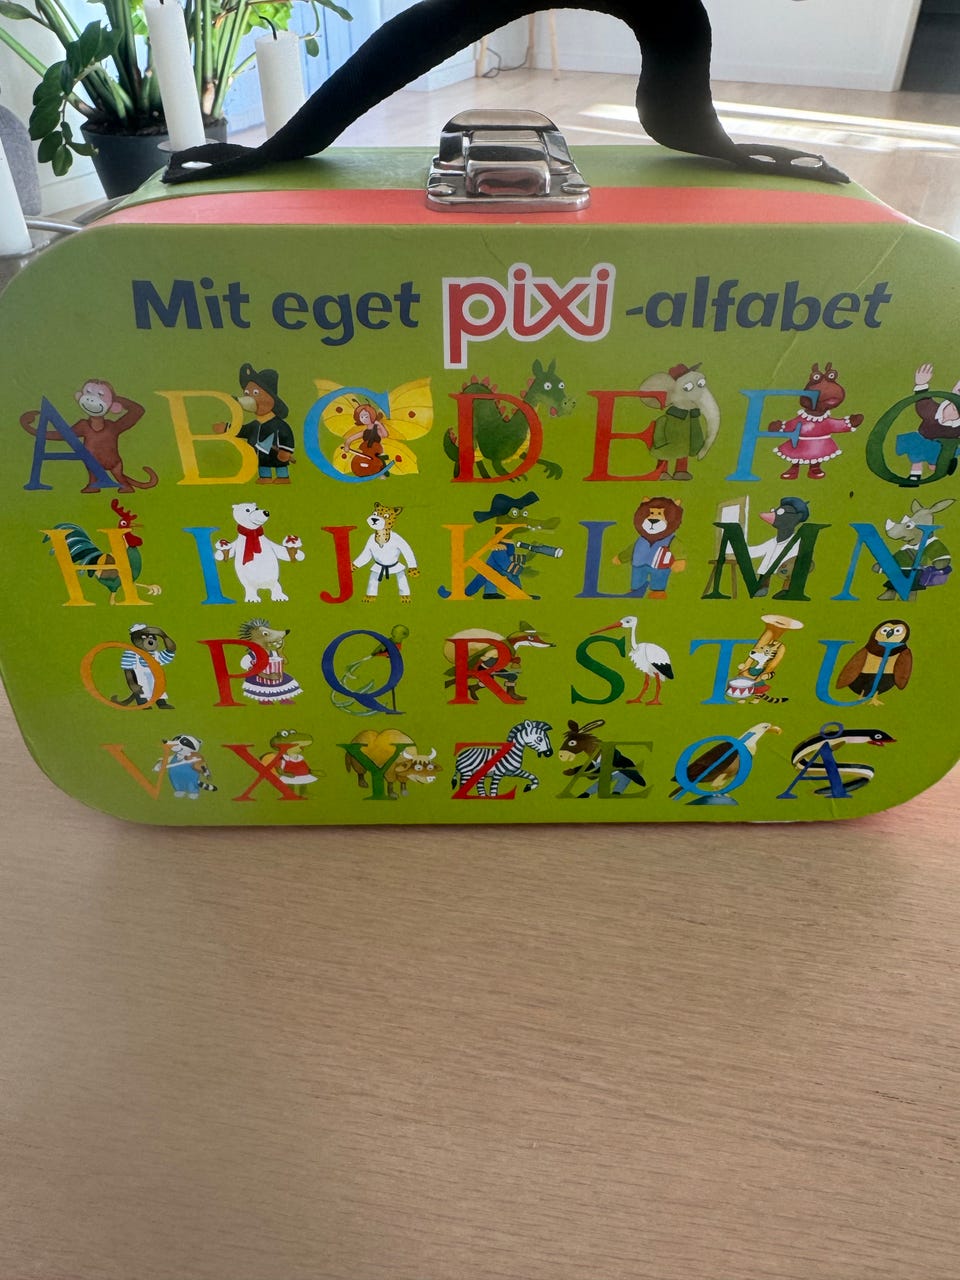 Mit eget pixi-alfabet
A B C D E F G
H I J K L M N
O P Q R S T U
V X Y Z Æ Ø Å